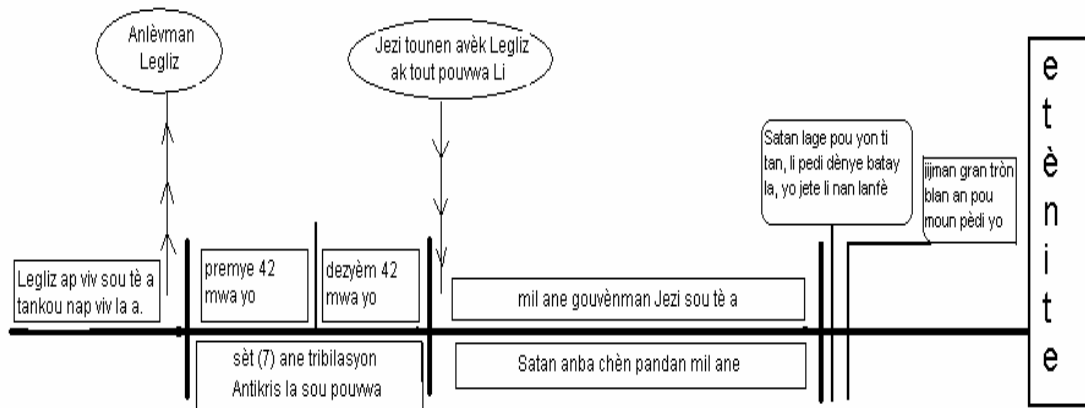 Anlèvman
Legliz
Jezi tounen avèk Legliz
ak tout pouvwa Li
Satan lage pou yon ti
tan, li pedi dènye batay
la, yo jete li nan lanfè
jijman gran tròn
blan an pou
moun pèdi yo
etènite
Legliz ap viv sou tè a
tankou nap viv la a.
premye 42
mwa yo
dezyèm 42
mwa yo
mil ane gouvènman Jezi sou tè a
sèt (7) ane tribilasyon
Antikris la sou pouvwa
Satan anba chèn pandan mil ane